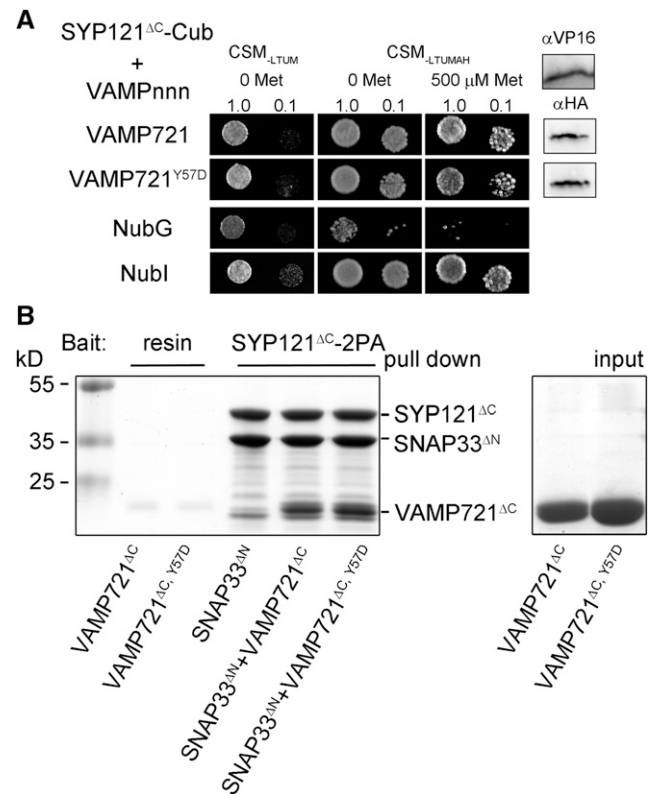 A
SYP121ΔC-Cub
+
VAMPnnn
CSM-LTUM
CSM-LTUMAH
αVP16
0 Met
0 Met
500 µM Met
1.0 0.1 1.0 0.1 1.0 0.1
αHA
VAMP721
VAMP721Y57D
NubG
NubI
B
Bait: resin SYP121ΔC-2PA
kD
pull down
input
55
35
25
SYP121ΔC
SNAP33ΔN
VAMP721ΔC
VAMP721ΔC
VAMP721ΔC, Y57D
SNAP33ΔN
SNAP33ΔN+VAMP721ΔC
SNAP33ΔN+VAMP721ΔC, Y57D
VAMP721ΔC
VAMP721ΔC, Y57D